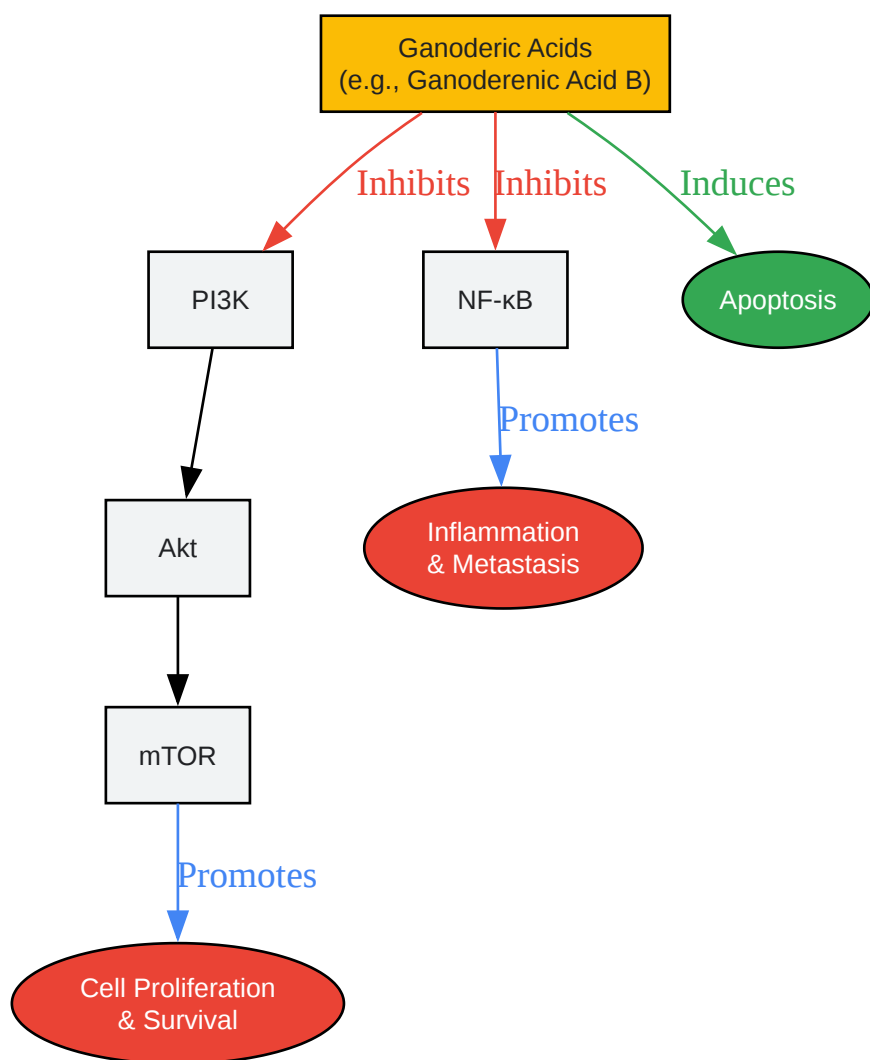 Ganoderic Acids
(e.g., Ganoderenic Acid B)
Inhibits
Inhibits
Induces
PI3K
NF-κB
Apoptosis
Promotes
Akt
Inflammation
& Metastasis
mTOR
Promotes
Cell Proliferation
& Survival